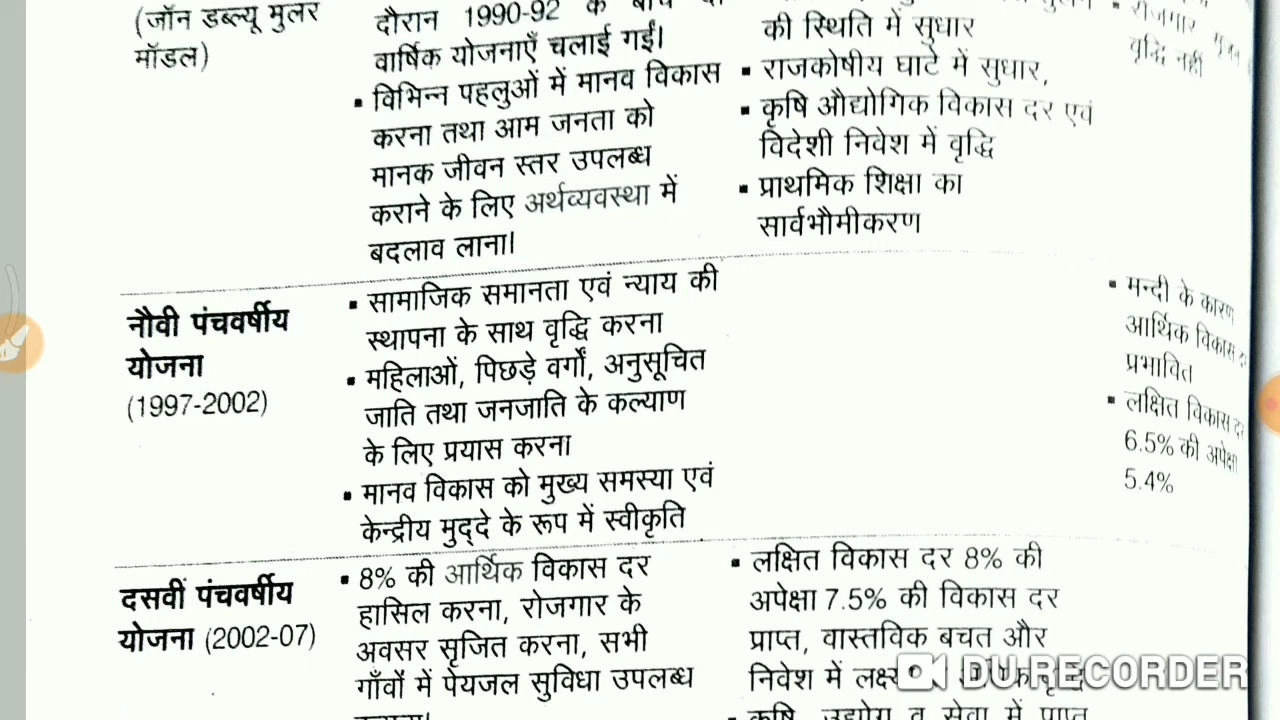 (जॉन डब्ल्यू मुलर
मॉडल)
दौरान 1990-92 के बीच दो
वार्षिक योजनाएँ चलाई गईं।
▪ विभिन्न पहलुओं में मानव विकास
करना तथा आम जनता को
मानक जीवन स्तर उपलब्ध
कराने के लिए अर्थव्यवस्था में
बदलाव लाना।
की स्थिति में सुधार
▪ राजकोषीय घाटे में सुधार,
▪ कृषि औद्योगिक विकास दर एवं
विदेशी निवेश में वृद्धि
▪ प्राथमिक शिक्षा का
सार्वभौमीकरण
▪ रोजगार
वृद्धि नहीं
नौवी पंचवर्षीय
योजना
(1997-2002)
▪ सामाजिक समानता एवं न्याय की
स्थापना के साथ वृद्धि करना
▪ महिलाओं, पिछड़े वर्गों, अनुसूचित
जाति तथा जनजाति के कल्याण
के लिए प्रयास करना
▪ मानव विकास को मुख्य समस्या एवं
केन्द्रीय मुद्दे के रूप में स्वीकृति
▪ मन्दी के कारण
आर्थिक विकास
प्रभावित
▪ लक्षित विकास
6.5% की अपेक्षा
5.4%
दसवीं पंचवर्षीय
योजना (2002-07)
▪ 8% की आर्थिक विकास दर
हासिल करना, रोजगार के
अवसर सृजित करना, सभी
गाँवों में पेयजल सुविधा उपलब्ध
▪ लक्षित विकास दर 8% की
अपेक्षा 7.5% की विकास दर
प्राप्त, वास्तविक बचत और
निवेश में
▪ कृषि, उद्योग व सेवा में प्राप्त
DU RECORDER